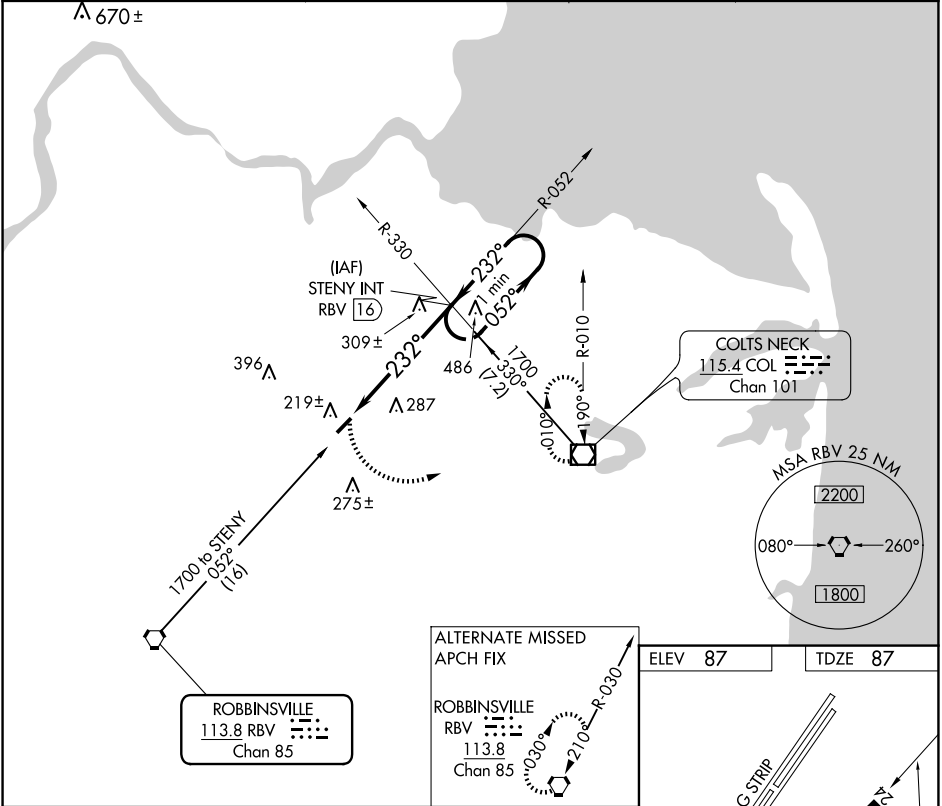 670±
R-052
R-330
(IAF)
STENY INT
RBV 16
309±
232°
1 min
052°
486
232°
396
219±
287
275±
1700
330°
(7.2)
R-010
010°
190°
COLTS NECK
115.4 COL
Chan 101
MSA RBV 25 NM
2200
080°
260°
1800
1700 to STENY
052°
(16)
ROBBINSVILLE
113.8 RBV
Chan 85
ALTERNATE MISSED
APCH FIX
ROBBINSVILLE
RBV
113.8
Chan 85
R-030
030°
210°
ELEV 87
TDZE 87
G STRIP
24